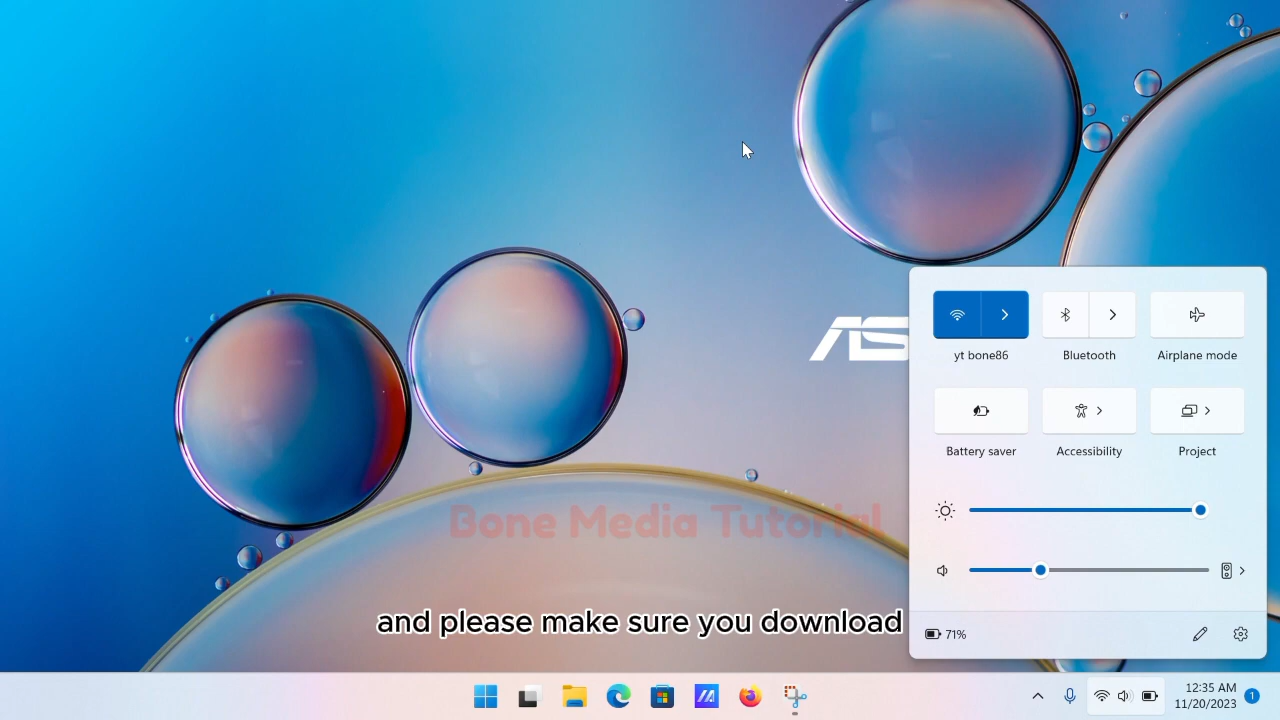 yt bone86
Bluetooth
Airplane mode
Battery saver
Accessibility
Project
Bone Media Tutorial
and please make sure you download
71%
12:35 AM
11/20/2023
1